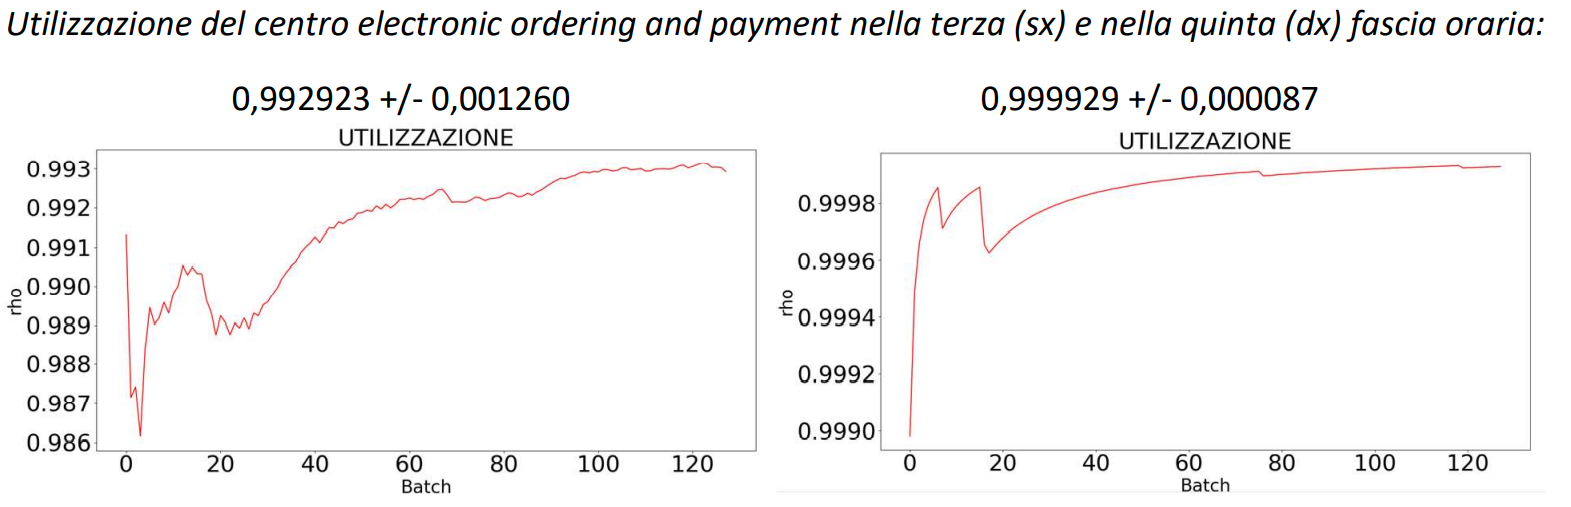 Utilizzazione del centro electronic ordering and payment nella terza (sx) e nella quinta (dx) fascia oraria:
0,992923 +/- 0,001260
UTILIZZAZIONE
0.993
0.992
0.991
0.990
0.989
0.988
0.987
0.986
rho
0 20 40 60 80 100 120
Batch
0,999929 +/- 0,000087
UTILIZZAZIONE
0.9998
0.9996
0.9994
0.9992
0.9990
rho
0 20 40 60 80 100 120
Batch